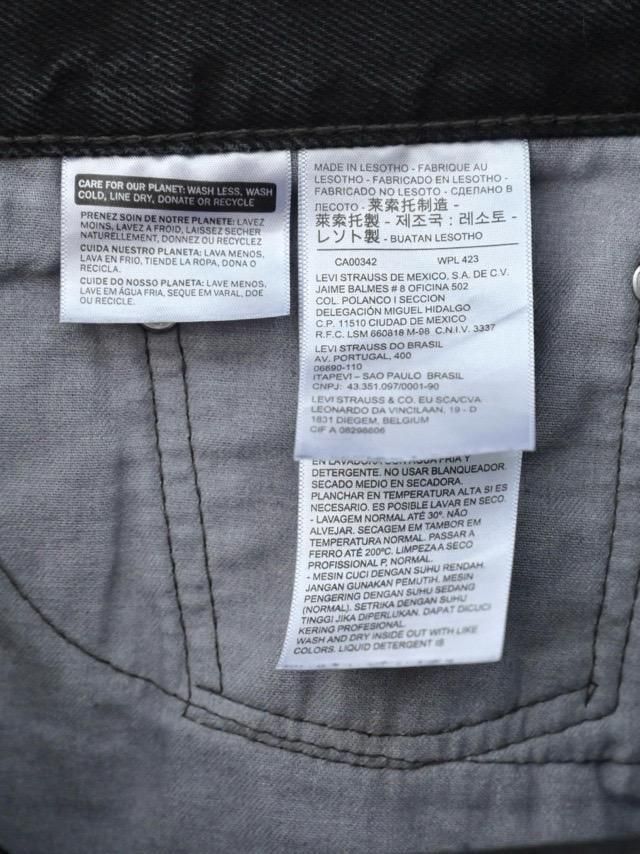 CARE FOR OUR PLANET: WASH LESS, WASH
COLD, LINE DRY, DONATE OR RECYCLE
PRENEZ SOIN DE NOTRE PLANETE: LAVEZ
MOINS, LAVEZ A FROID, LAISSEZ SECHER
NATURELLEMENT, DONNEZ OU RECYCLEZ
CUIDA NUESTRO PLANETA: LAVA MENOS,
LAVA EN FRIO, TIENDE LA ROPA, DONA O
RECICLA.
CUIDE DO NOSSO PLANETA: LAVE MENOS,
LAVE EM ÁGUA FRIA, SEQUE EM VARAL, DOE
OU RECICLE.
MADE IN LESOTHO - FABRIQUE AU
LESOTHO - FABRICADO EN LESOTHO -
FABRICADO NO LESOTO - СДЕЛАНО В
ЛЕСОТО - 莱索托制造 -
萊索托製 - 제조국 : 레소토 -
レソト製 - BUATAN LESOTHO
CA00342 WPL 423
LEVI STRAUSS DE MEXICO, S.A. DE C.V.
JAIME BALMES # 8 OFICINA 502
COL. POLANCO I SECCION
DELEGACIÓN MIGUEL HIDALGO
C.P. 11510 CIUDAD DE MEXICO
R.F.C. LSM 660818 M-98 C.N.I.V. 3337
LEVI STRAUSS DO BRASIL
AV. PORTUGAL, 400
06690-110
ITAPEVI – SAO PAULO BRASIL
CNPJ: 43.351.097/0001-90
LEVI STRAUSS & CO. EU SCA/CVA
LEONARDO DA VINCILAAN, 19 - D
1831 DIEGEM, BELGIUM
CIF A 08298606
EN LAVADORA CON AGUA FRIA Y
DETERGENTE. NO USAR BLANQUEADOR.
SECADO MEDIO EN SECADORA.
PLANCHAR EN TEMPERATURA ALTA SI ES
NECESARIO. ES POSIBLE LAVAR EN SECO.
- LAVAGEM NORMAL ATÉ 30º. NÃO
ALVEJAR. SECAGEM EM TAMBOR EM
TEMPERATURA NORMAL. PASSAR A
FERRO ATÉ 200ºC. LIMPEZA A SECO
PROFISSIONAL P, NORMAL.
- MESIN CUCI DENGAN SUHU RENDAH.
JANGAN GUNAKAN PEMUTIH. MESIN
PENGERING DENGAN SUHU SEDANG
(NORMAL). SETRIKA DENGAN SUHU
TINGGI JIKA DIPERLUKAN. DAPAT DICUCI
KERING PROFESIONAL.
WASH AND DRY INSIDE OUT WITH LIKE
COLORS. LIQUID DETERGENT IS